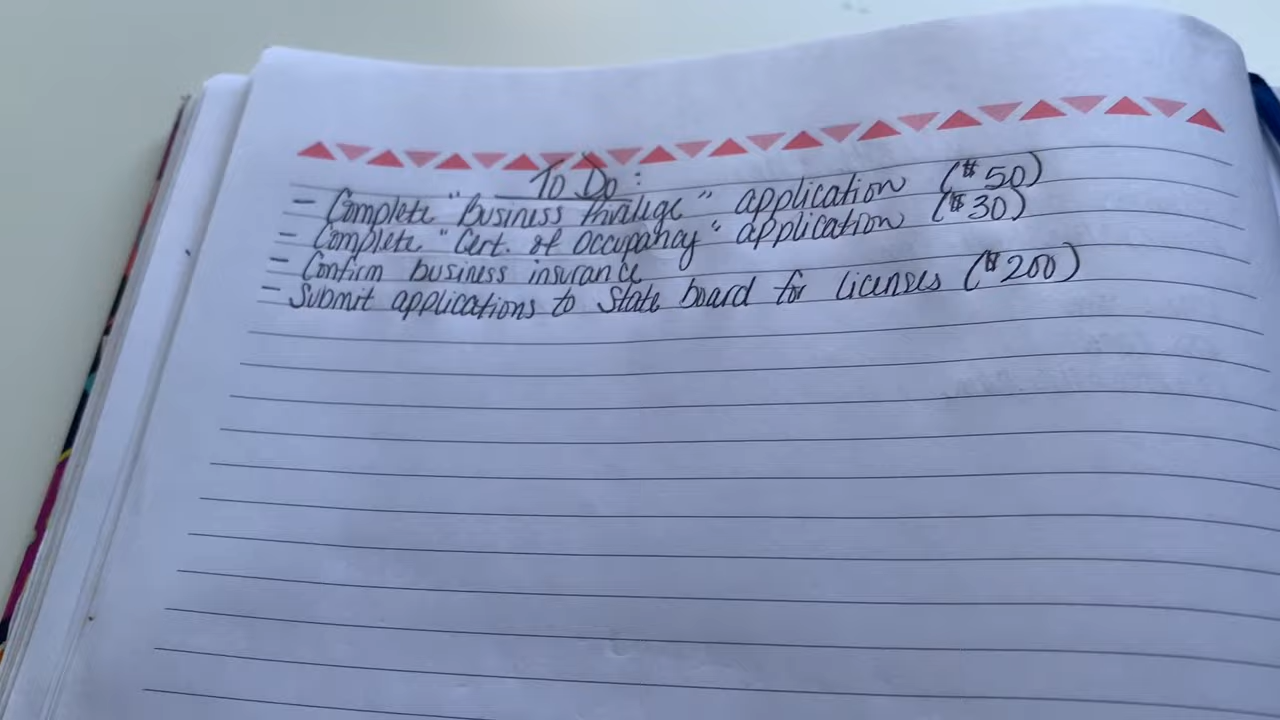 To Do:
- Complete "business Privilege" application ($50)
- Complete "Cert. of Occupancy" application ($30)
- Confirm business insurance
- Submit applications to State board for licenses ($200)